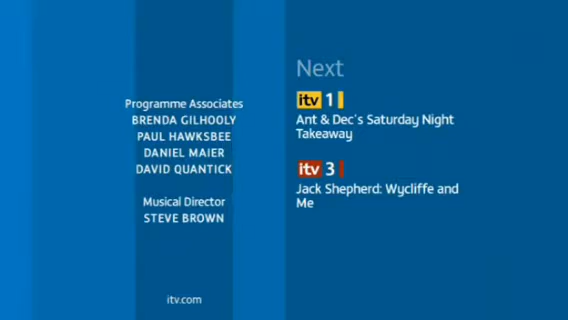 Programme Associates
BRENDA GILHOOLY
PAUL HAWKSBEE
DANIEL MAIER
DAVID QUANTICK
Musical Director
STEVE BROWN
itv.com
Next
itv 1
Ant & Dec's Saturday Night
Takeaway
itv 3
Jack Shepherd: Wycliffe and
Me